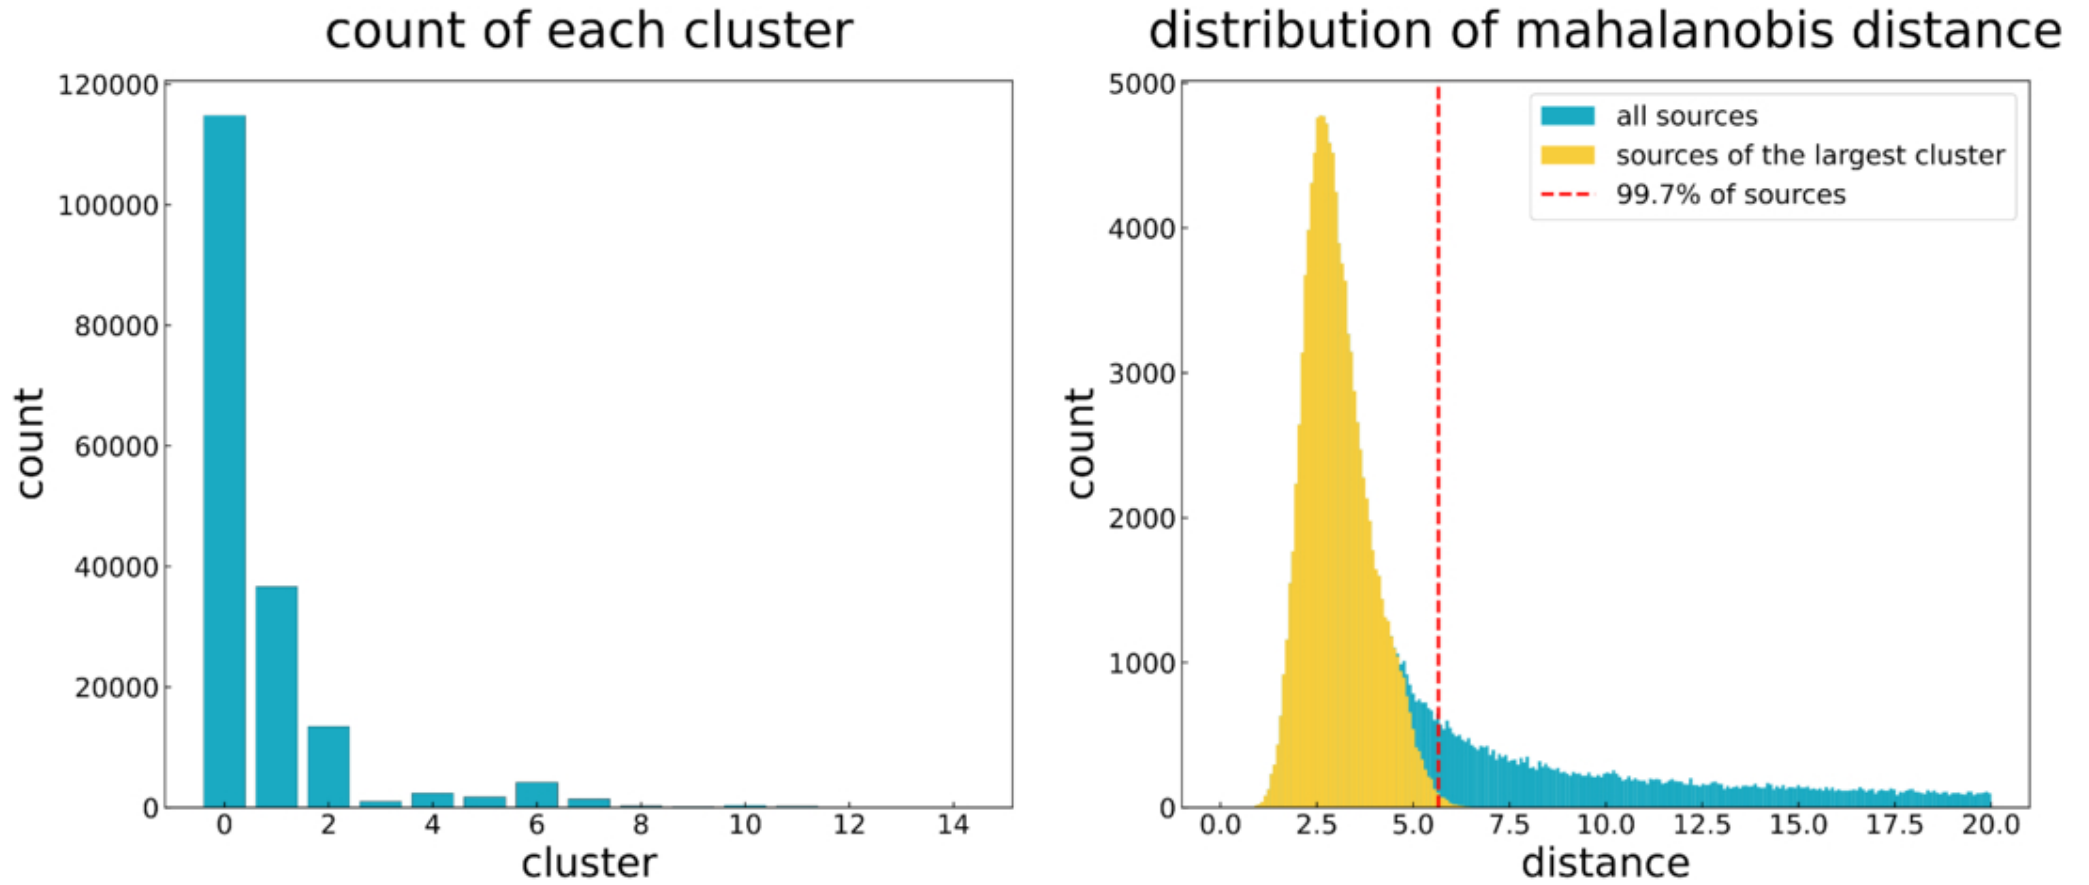 count of each cluster
120000
100000
80000
60000
40000
20000
0
count
0 2 4 6 8 10 12 14
cluster
distribution of mahalanobis distance
5000
4000
3000
2000
1000
0
count
all sources
sources of the largest cluster
99.7% of sources
0.0 2.5 5.0 7.5 10.0 12.5 15.0 17.5 20.0
distance